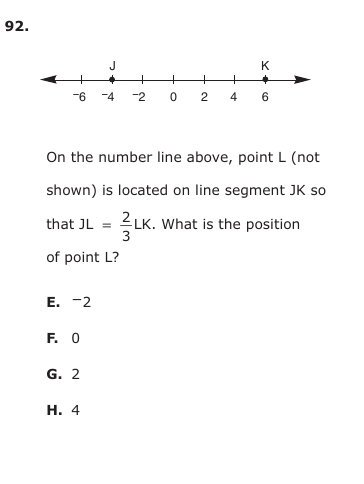 92.
J K
−6 −4 −2 0 2 4 6
On the number line above, point L (not
shown) is located on line segment JK so
that JL = 2/3 LK. What is the position
of point L?
E. −2
F. 0
G. 2
H. 4